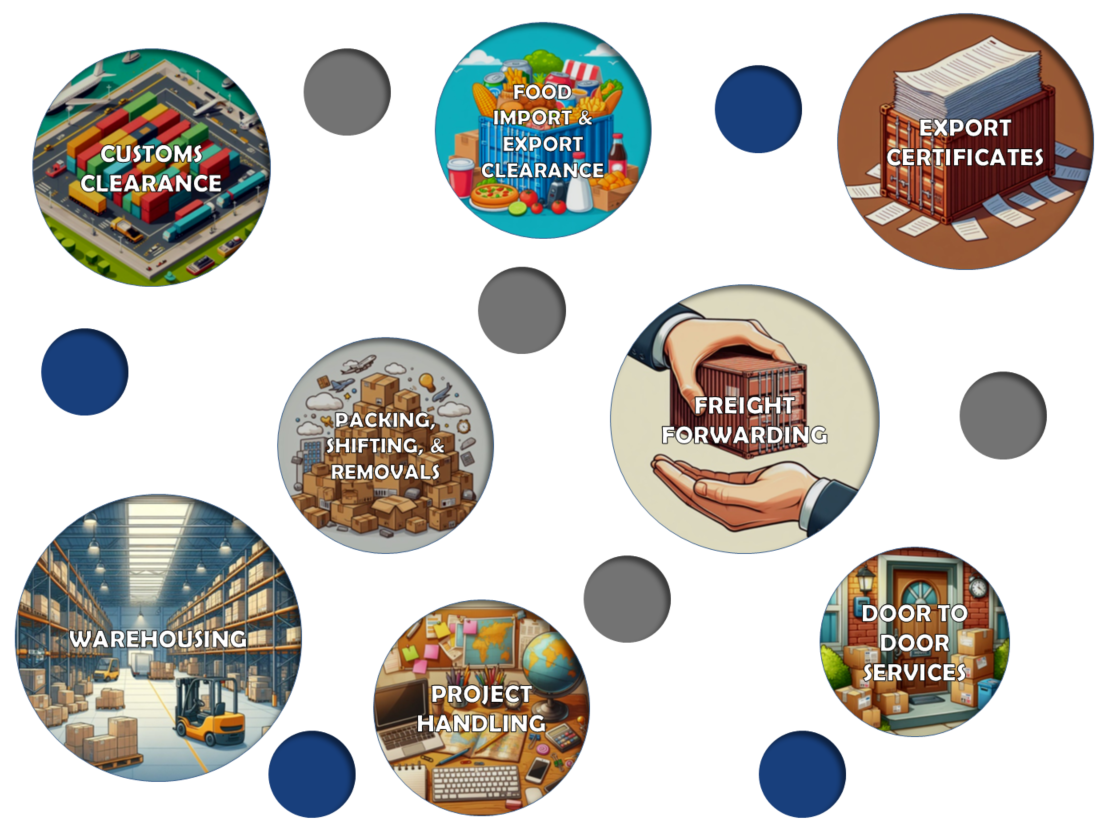 CUSTOMS
CLEARANCE
FOOD
IMPORT &
EXPORT
CLEARANCE
EXPORT
CERTIFICATES
PACKING,
SHIFTING, &
REMOVALS
FREIGHT
FORWARDING
WAREHOUSING
PROJECT
HANDLING
DOOR TO
DOOR
SERVICES